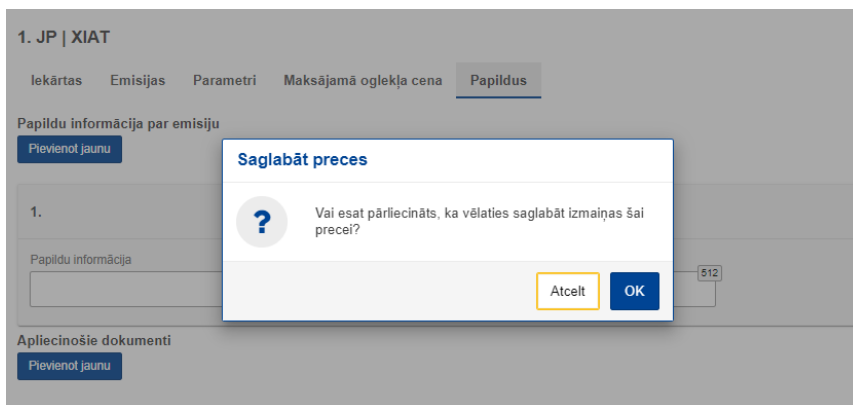 1. JP | XIAT
Iekārtas Emisijas Parametri Maksājamā oglekļa cena Papildus
Papildu informācija par emisiju
Pievienot jaunu
Saglabāt preces
1.
?
Vai esat pārliecināts, ka vēlaties saglabāt izmaiņas šai
precei?
Papildu informācija
512
Atcelt OK
Apliecinošie dokumenti
Pievienot jaunu